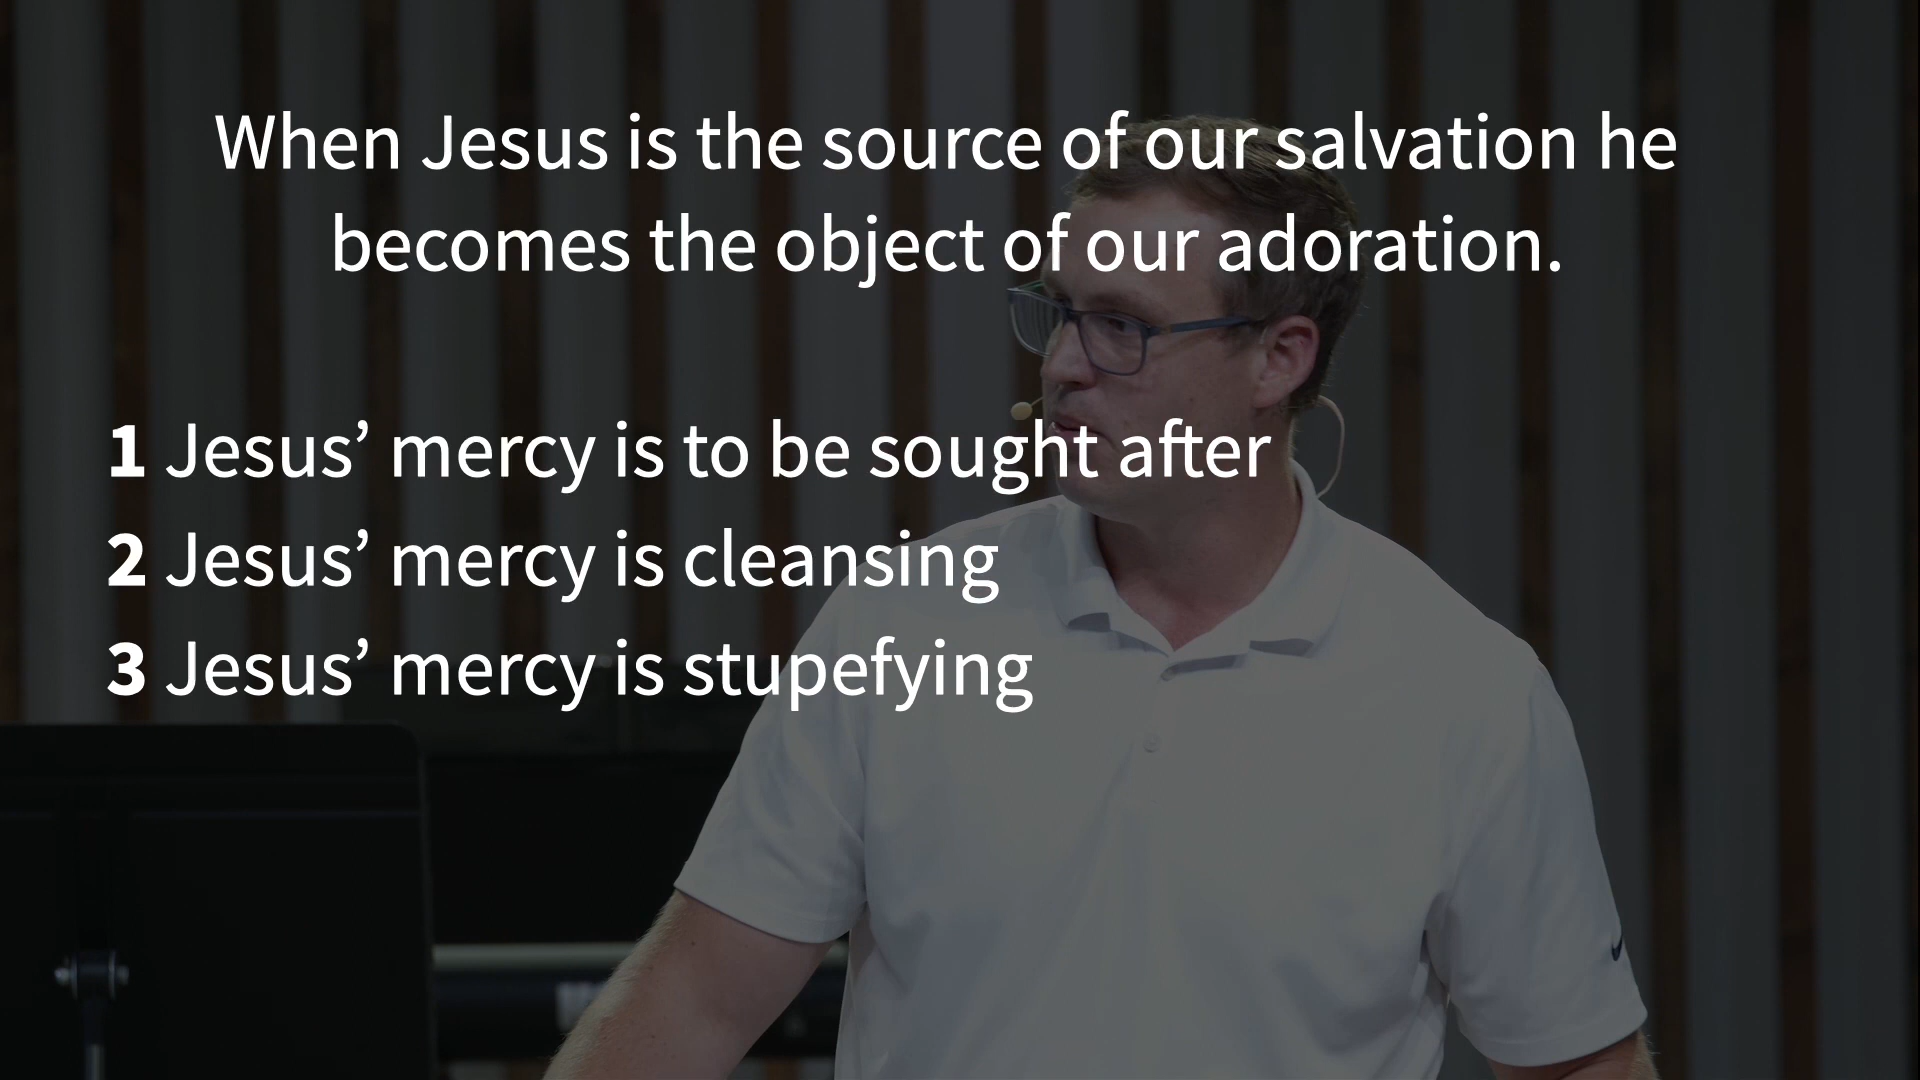 When Jesus is the source of our salvation he
becomes the object of our adoration.
1 Jesus’ mercy is to be sought after
2 Jesus’ mercy is cleansing
3 Jesus’ mercy is stupefying